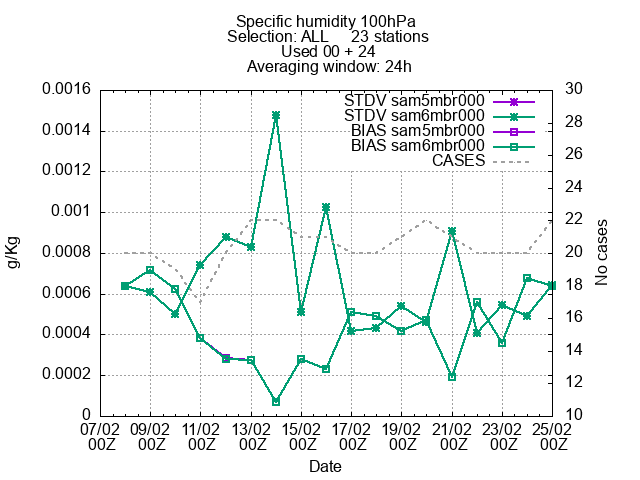 Specific humidity 100hPa
Selection: ALL     23 stations
Used 00 + 24
Averaging window: 24h
STDV sam5mbr000
STDV sam6mbr000
BIAS sam5mbr000
BIAS sam6mbr000
CASES
g/Kg
0.0016
0.0014
0.0012
0.001
0.0008
0.0006
0.0004
0.0002
0
30
28
26
24
22
20
18
16
14
12
10
No cases
07/02 09/02 11/02 13/02 15/02 17/02 19/02 21/02 23/02 25/02
00Z 00Z 00Z 00Z 00Z 00Z 00Z 00Z 00Z 00Z
Date